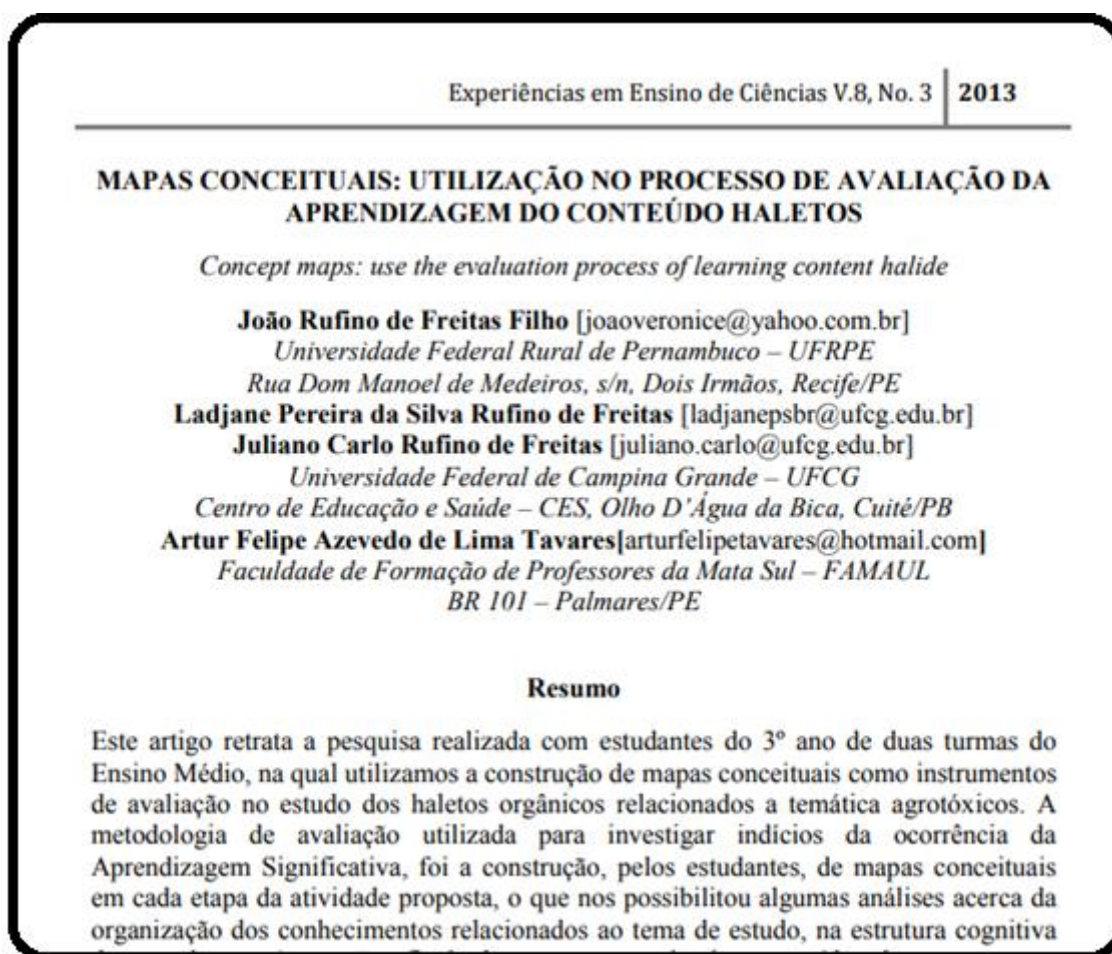 Experiências em Ensino de Ciências V.8, No. 3 2013
MAPAS CONCEITUAIS: UTILIZAÇÃO NO PROCESSO DE AVALIAÇÃO DA
APRENDIZAGEM DO CONTEÚDO HALETOS
Concept maps: use the evaluation process of learning content halide
João Rufino de Freitas Filho [joaoveronice@yahoo.com.br]
Universidade Federal Rural de Pernambuco – UFRPE
Rua Dom Manoel de Medeiros, s/n, Dois Irmãos, Recife/PE
Ladjane Pereira da Silva Rufino de Freitas [ladjanepsbr@ufcg.edu.br]
Juliano Carlo Rufino de Freitas [juliano.carlo@ufcg.edu.br]
Universidade Federal de Campina Grande – UFCG
Centro de Educação e Saúde – CES, Olho D'Água da Bica, Cuité/PB
Artur Felipe Azevedo de Lima Tavares[arturfelipetavares@hotmail.com]
Faculdade de Formação de Professores da Mata Sul – FAMAUL
BR 101 – Palmares/PE
Resumo
Este artigo retrata a pesquisa realizada com estudantes do 3º ano de duas turmas do
Ensino Médio, na qual utilizamos a construção de mapas conceituais como instrumentos
de avaliação no estudo dos haletos orgânicos relacionados a temática agrotóxicos. A
metodologia de avaliação utilizada para investigar indícios da ocorrência da
Aprendizagem Significativa, foi a construção, pelos estudantes, de mapas conceituais
em cada etapa da atividade proposta, o que nos possibilitou algumas análises acerca da
organização dos conhecimentos relacionados ao tema de estudo, na estrutura cognitiva